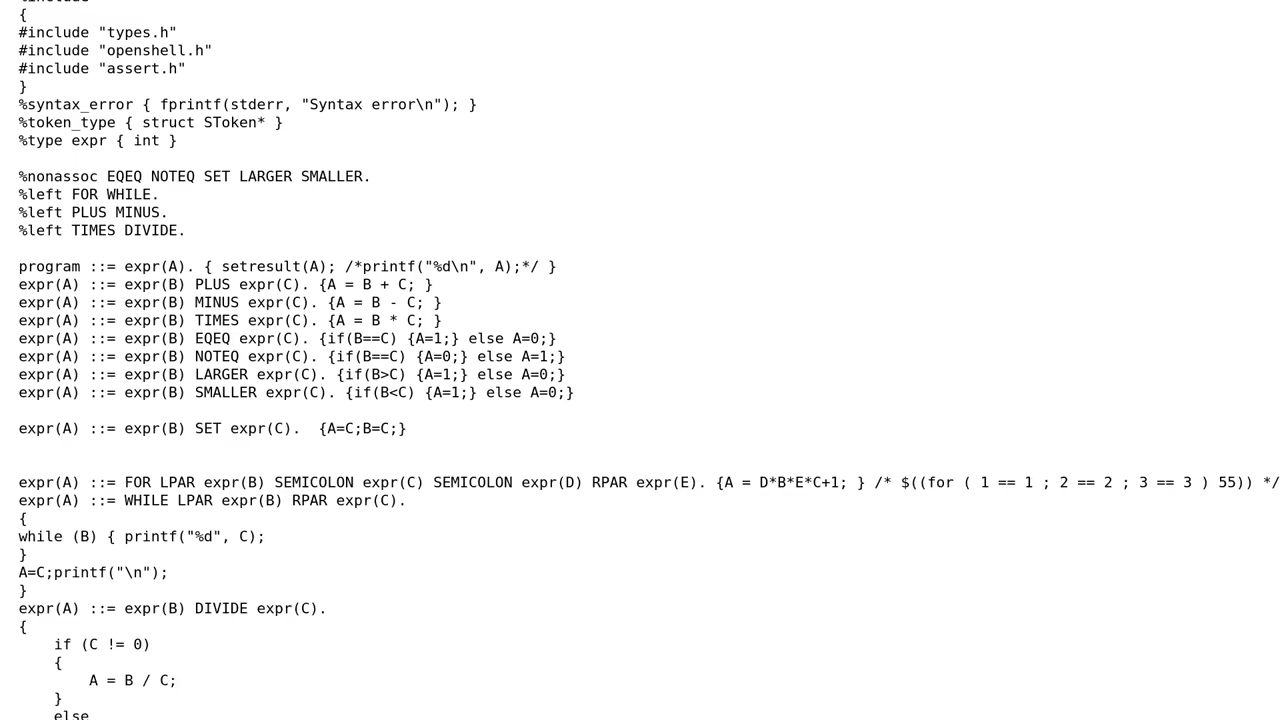 %include
{
#include "types.h"
#include "openshell.h"
#include "assert.h"
}
%syntax_error { fprintf(stderr, "Syntax error\n"); }
%token_type { struct SToken* }
%type expr { int }
%nonassoc EQEQ NOTEQ SET LARGER SMALLER.
%left FOR WHILE.
%left PLUS MINUS.
%left TIMES DIVIDE.
program ::= expr(A). { setresult(A); /*printf("%d\n", A);*/ }
expr(A) ::= expr(B) PLUS expr(C). {A = B + C; }
expr(A) ::= expr(B) MINUS expr(C). {A = B - C; }
expr(A) ::= expr(B) TIMES expr(C). {A = B * C; }
expr(A) ::= expr(B) EQEQ expr(C). {if(B==C) {A=1;} else A=0;}
expr(A) ::= expr(B) NOTEQ expr(C). {if(B==C) {A=0;} else A=1;}
expr(A) ::= expr(B) LARGER expr(C). {if(B>C) {A=1;} else A=0;}
expr(A) ::= expr(B) SMALLER expr(C). {if(B<C) {A=1;} else A=0;}
expr(A) ::= expr(B) SET expr(C).  {A=C;B=C;}
expr(A) ::= FOR LPAR expr(B) SEMICOLON expr(C) SEMICOLON expr(D) RPAR expr(E). {A = D*B*E*C+1; } /* $((for ( 1 == 1 ; 2 == 2 ; 3 == 3 ) 55)) */
expr(A) ::= WHILE LPAR expr(B) RPAR expr(C).
{
while (B) { printf("%d", C);
}
A=C;printf("\n");
}
expr(A) ::= expr(B) DIVIDE expr(C).
{
    if (C != 0)
    {
        A = B / C;
    }
    else